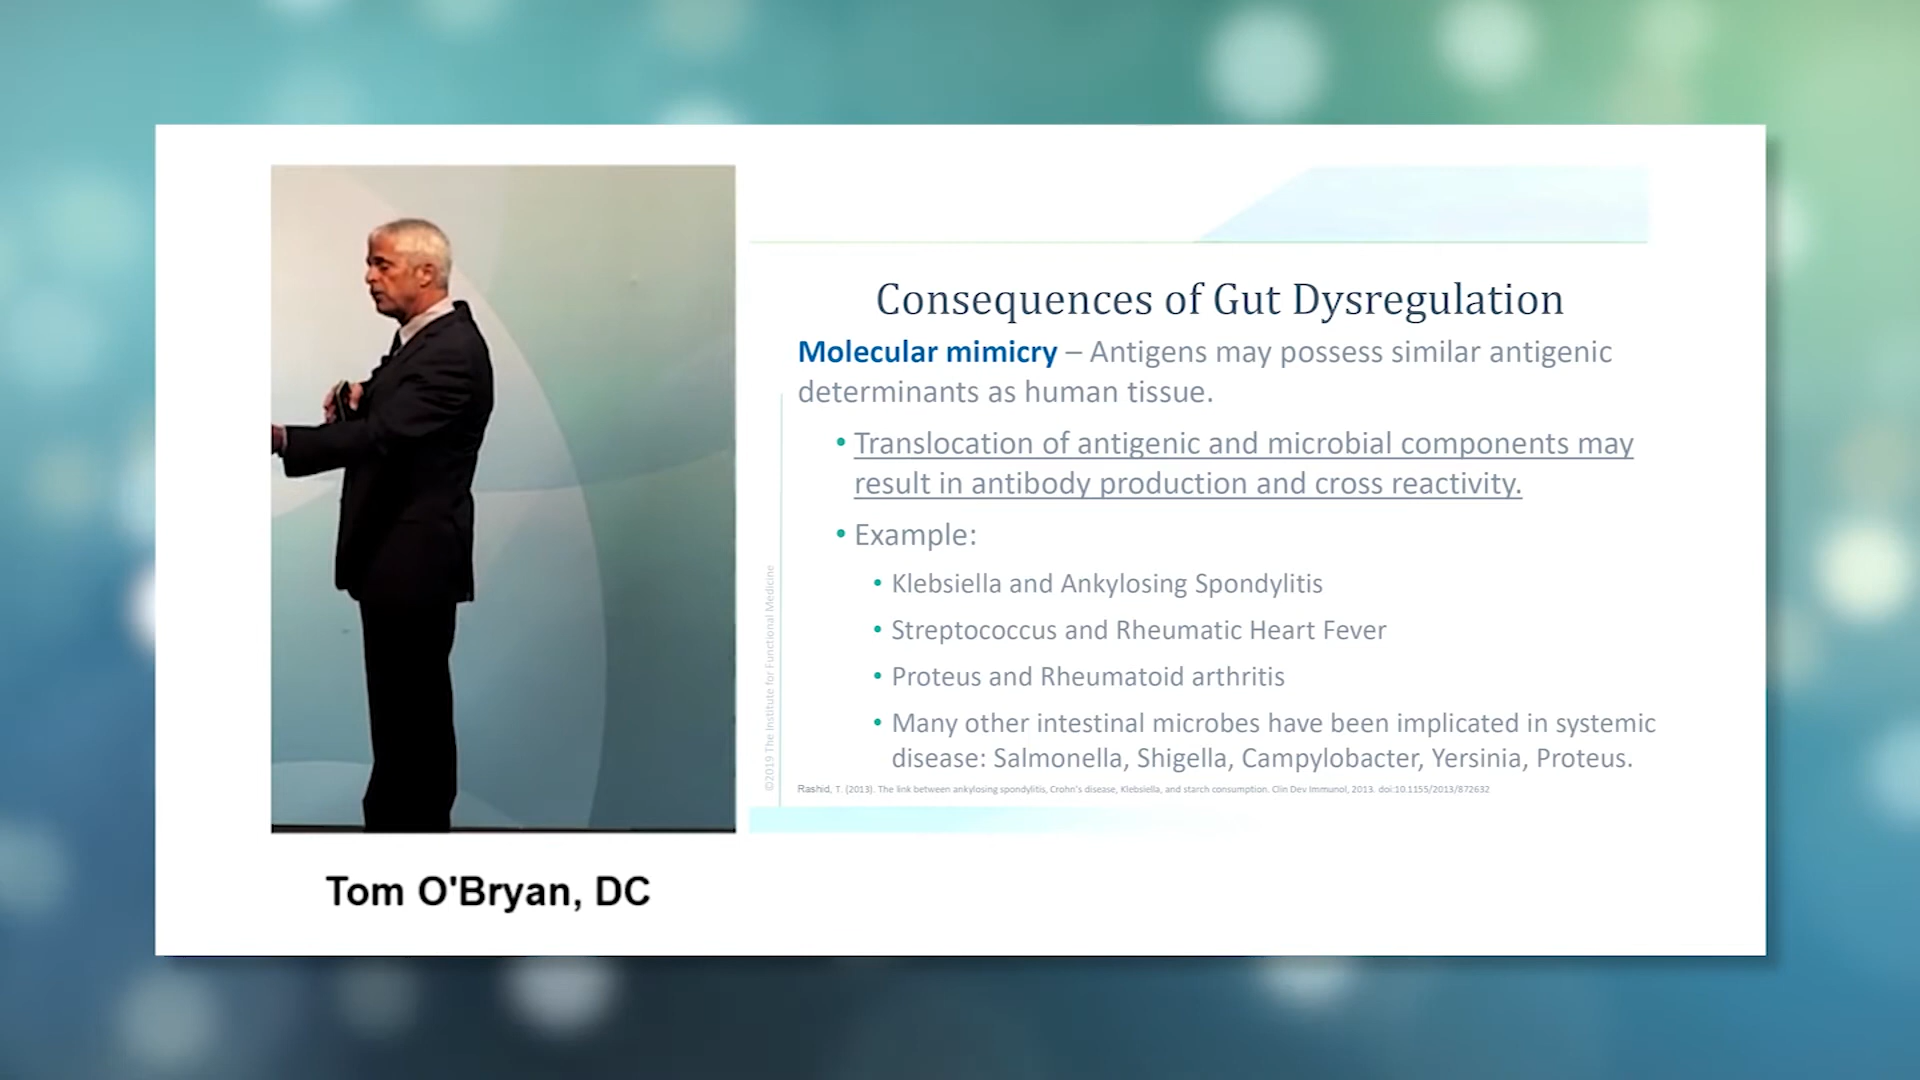 Consequences of Gut Dysregulation
Molecular mimicry – Antigens may possess similar antigenic
determinants as human tissue.
• Translocation of antigenic and microbial components may
result in antibody production and cross reactivity.
• Example:
• Klebsiella and Ankylosing Spondylitis
• Streptococcus and Rheumatic Heart Fever
• Proteus and Rheumatoid arthritis
• Many other intestinal microbes have been implicated in systemic
disease: Salmonella, Shigella, Campylobacter, Yersinia, Proteus.
Rashid, T. (2013). The link between ankylosing spondylitis, Crohn's disease, Klebsiella, and starch consumption. Clin Dev Immunol, 2013. doi:10.1155/2013/872632
©2019 The Institute for Functional Medicine
Tom O'Bryan, DC